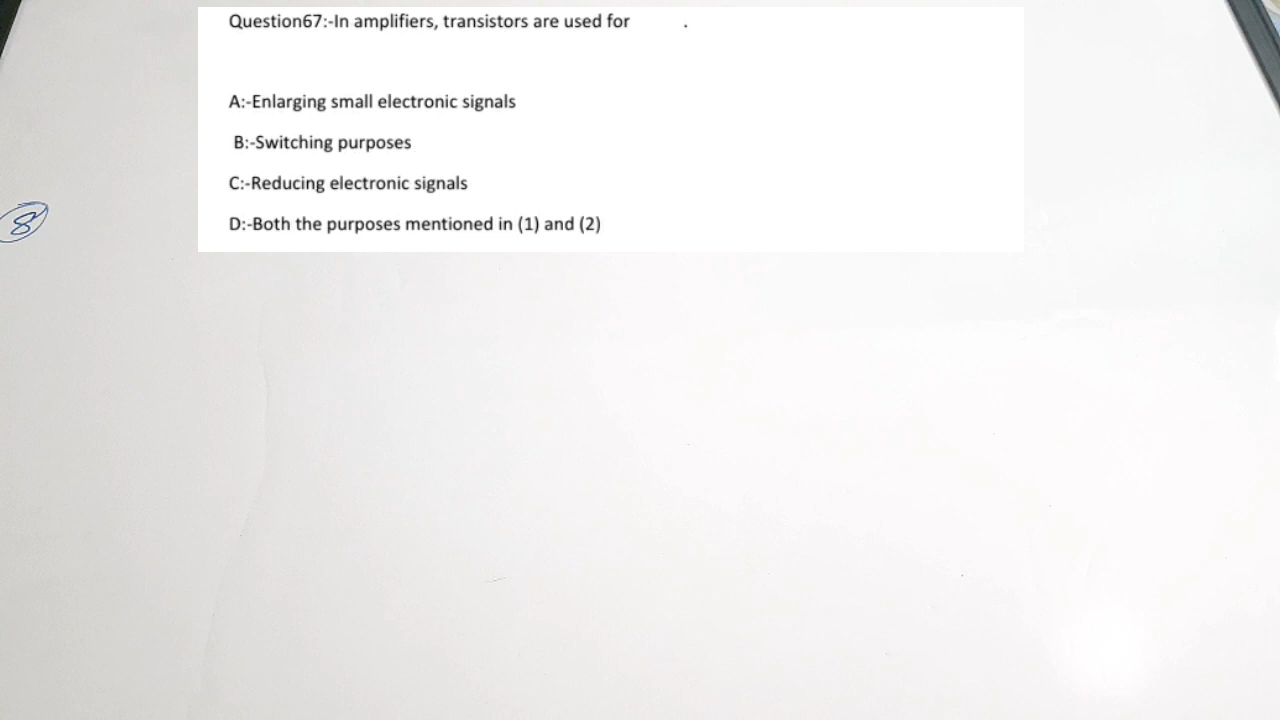 Question67:-In amplifiers, transistors are used for .
A:-Enlarging small electronic signals
B:-Switching purposes
C:-Reducing electronic signals
D:-Both the purposes mentioned in (1) and (2)
8